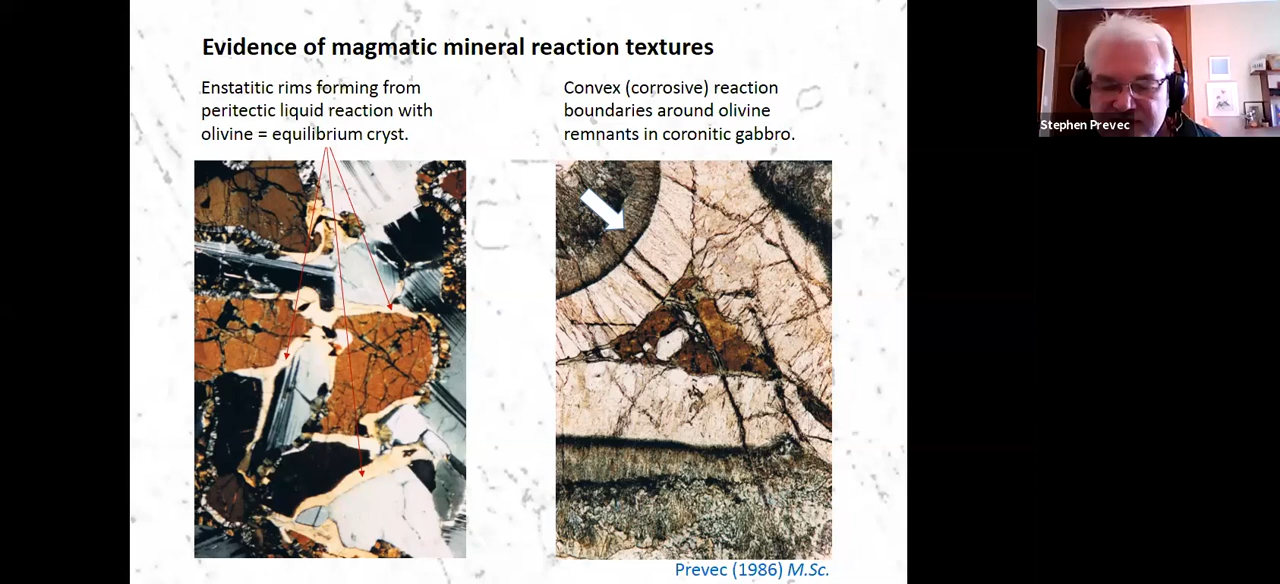 Evidence of magmatic mineral reaction textures
Enstatitic rims forming from
peritectic liquid reaction with
olivine = equilibrium cryst.
Convex (corrosive) reaction
boundaries around olivine
remnants in coronitic gabbro.
Prevec (1986) M.Sc.
Stephen Prevec